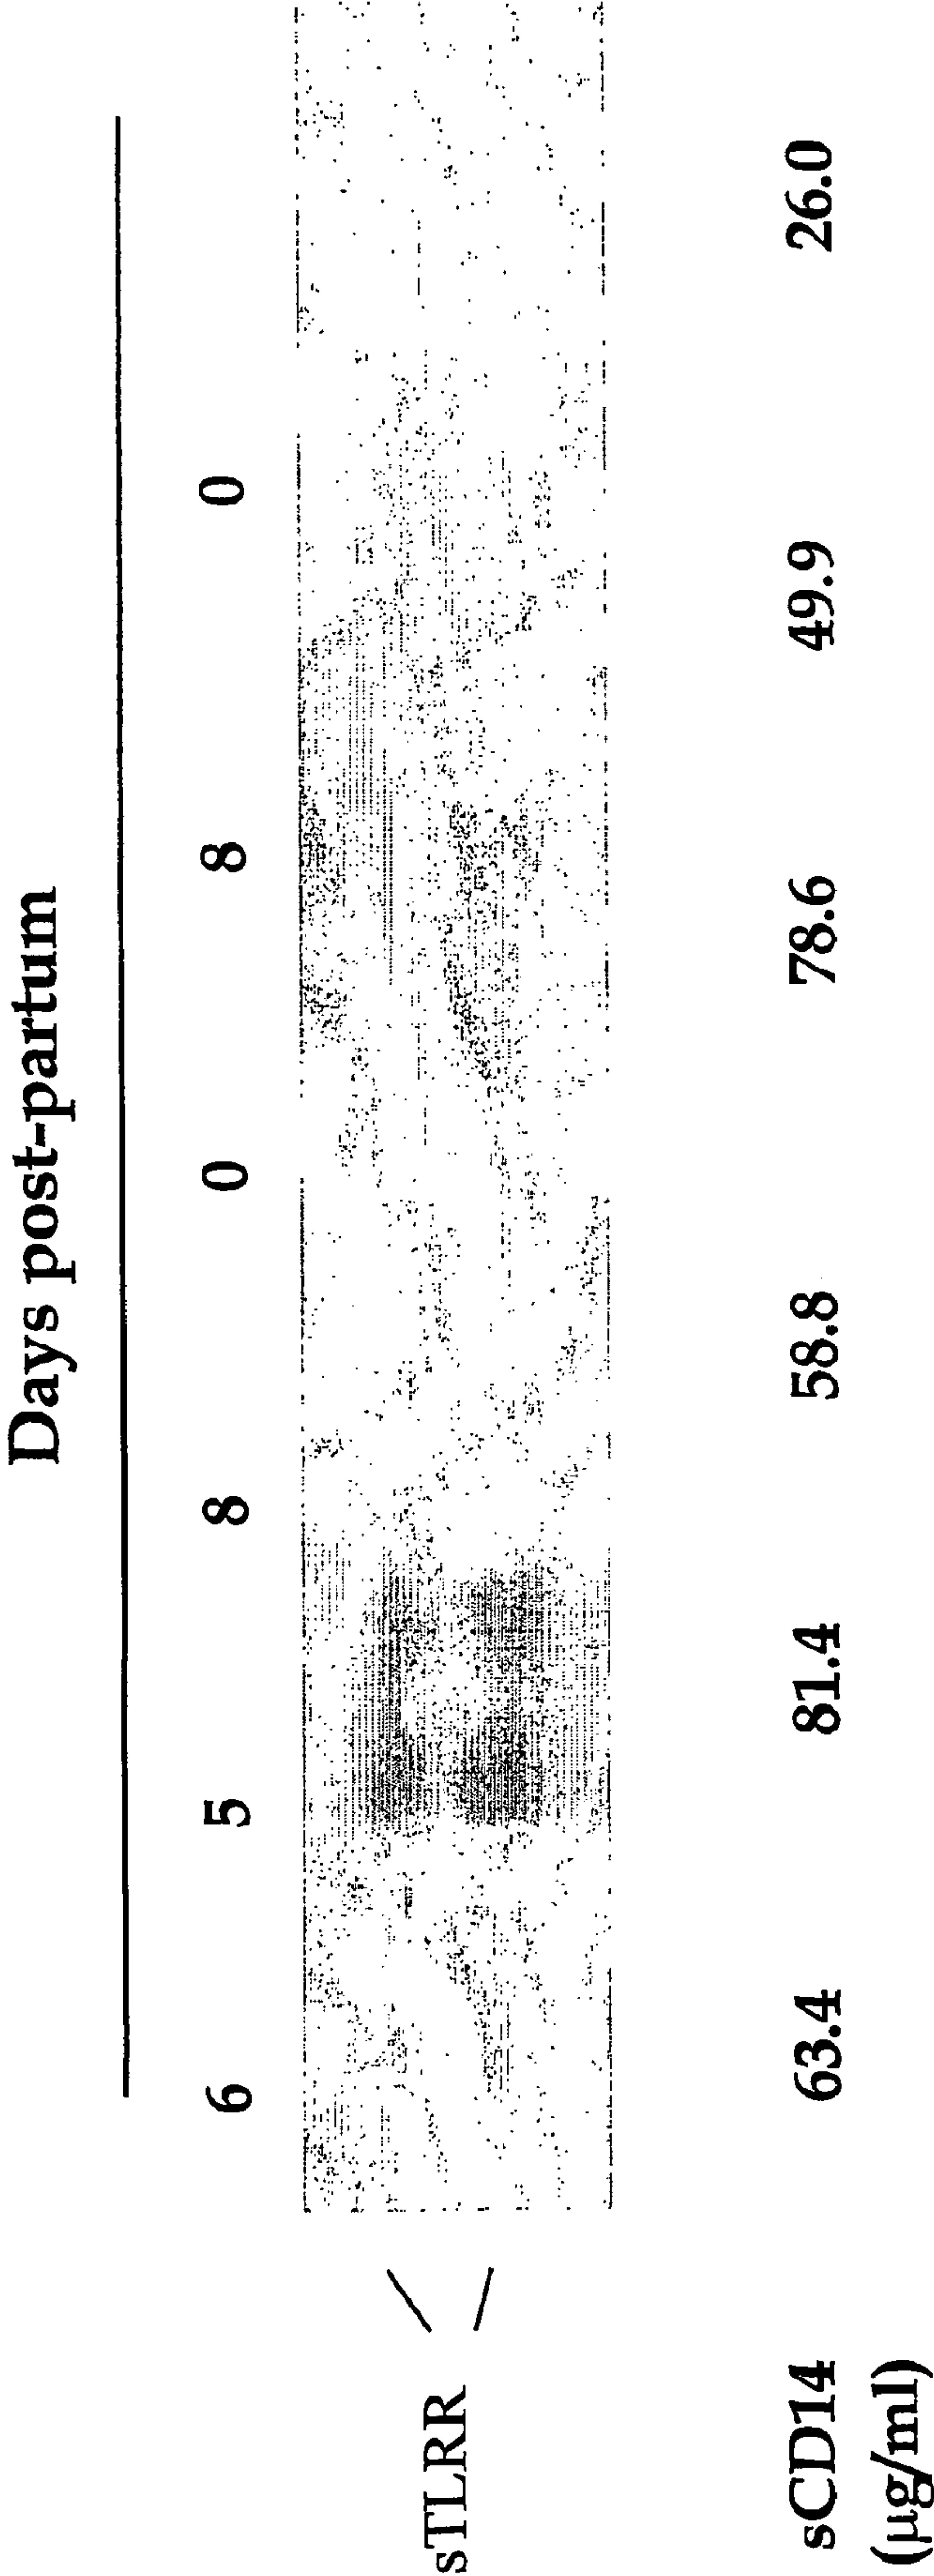 Days post-partum
6 5 8 0 8 0
sTLRR
sCD14 63.4 81.4 58.8 78.6 49.9 26.0
(µg/ml)